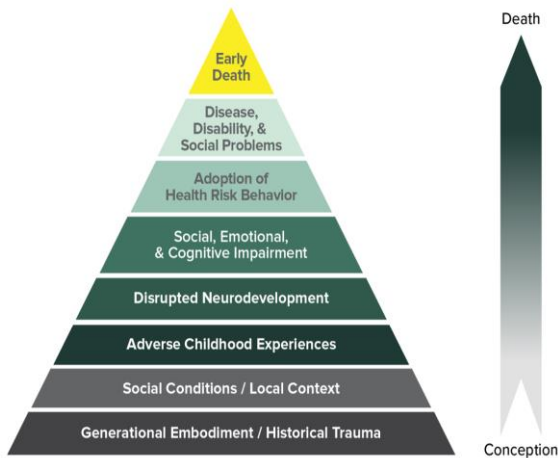 Death
Early
Death
Disease,
Disability, &
Social Problems
Adoption of
Health Risk Behavior
Social, Emotional,
& Cognitive Impairment
Disrupted Neurodevelopment
Adverse Childhood Experiences
Social Conditions / Local Context
Generational Embodiment / Historical Trauma
Conception